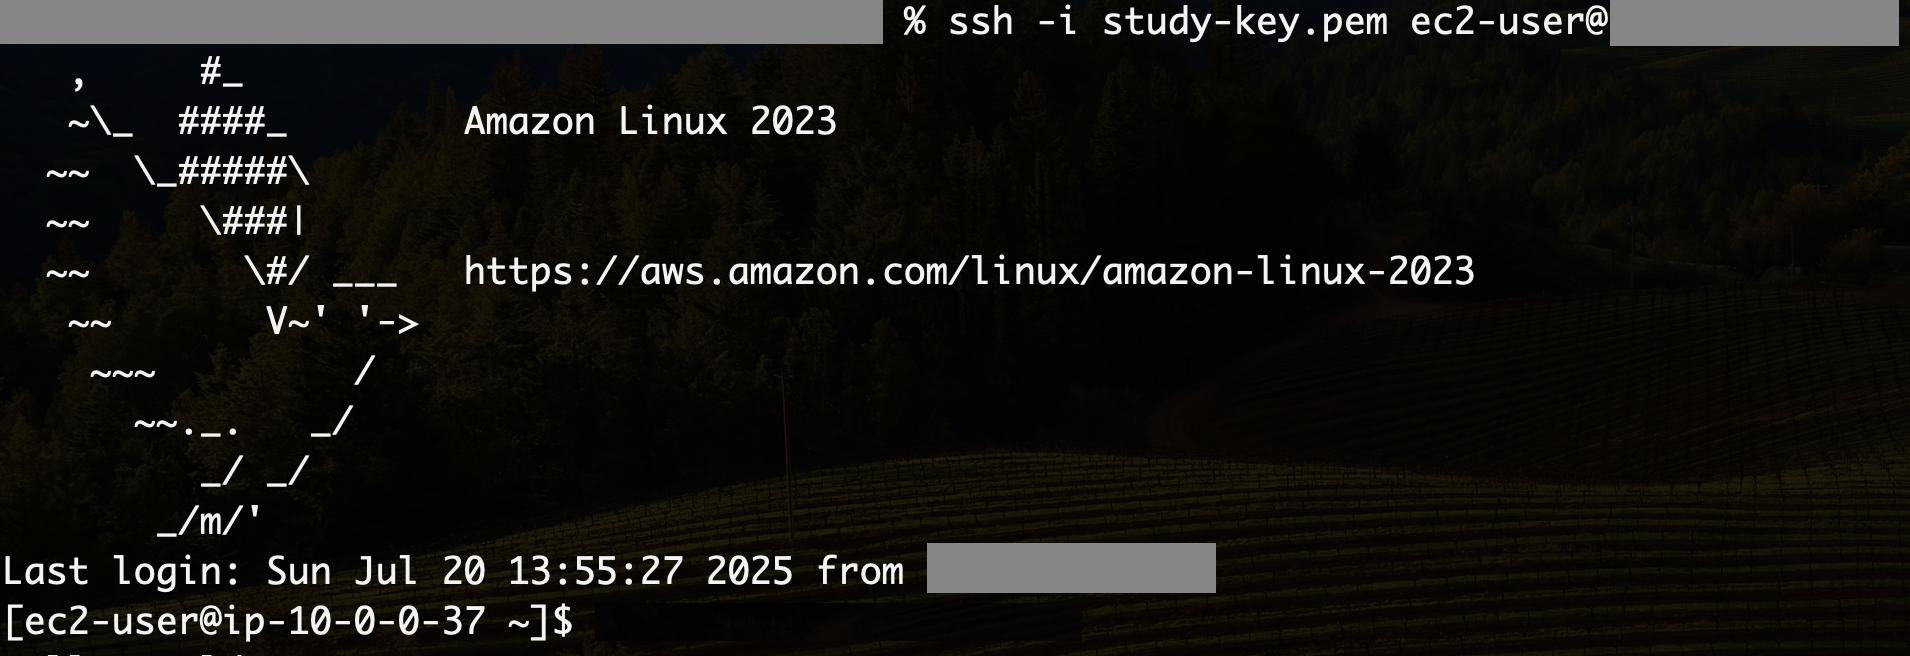 % ssh -i study-key.pem ec2-user@
   ,     #_
   ~\_  ####_        Amazon Linux 2023
  ~~  \_#####\
  ~~     \###|
  ~~       \#/ ___   https://aws.amazon.com/linux/amazon-linux-2023
   ~~       V~' '->
    ~~~         /
      ~~._.   _/
         _/ _/
       _/m/'
Last login: Sun Jul 20 13:55:27 2025 from
[ec2-user@ip-10-0-0-37 ~]$